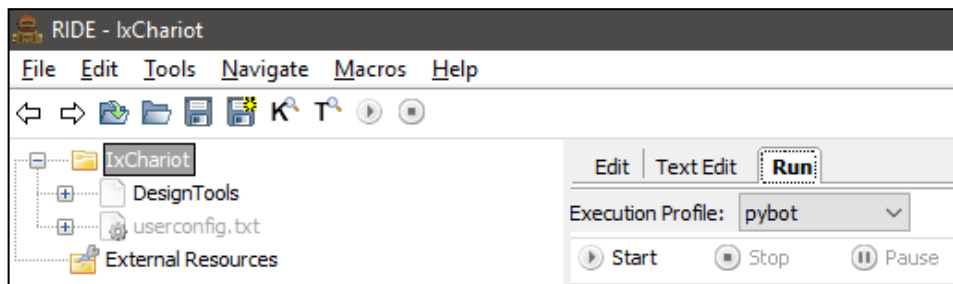 RIDE - IxChariot
File Edit Tools Navigate Macros Help
K T
IxChariot
DesignTools
userconfig.txt
External Resources
Edit Text Edit Run
Execution Profile: pybot
Start Stop Pause